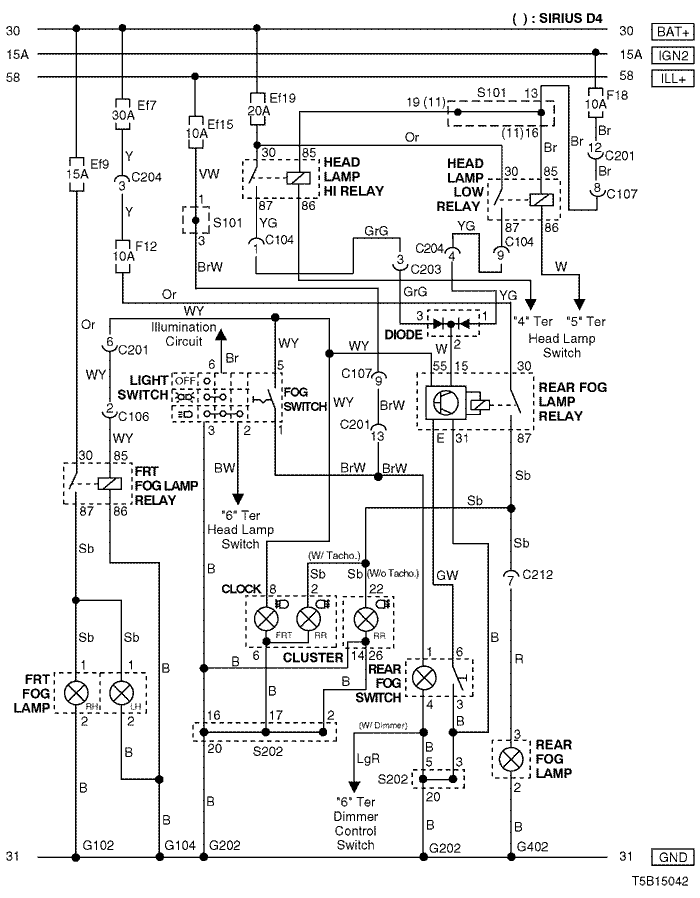 ( ) : SIRIUS D4
30
30
BAT+
15A
15A
IGN2
58
58
ILL+
Ef7
30A
Ef15
10A
Ef19
20A
19 (11)
S101
13
(11)16
F18
10A
Br
Br
Br
12
C201
Br
8
C107
Or
Y
3
C204
Y
Ef9
15A
F12
10A
VW
1
S101
3
BrW
30
85
HEAD
LAMP
HI RELAY
87
86
YG
1
C104
HEAD
LAMP
LOW
RELAY
30
85
87
86
GrG
3
C203
GrG
YG
C204
4
C104
9
W
YG
Or
WY
Illumination
Circuit
Br
WY
3
1
DIODE
2
W
"4" Ter
"5" Ter
Head Lamp
Switch
Or
6
C201
WY
2
C106
WY
LIGHT
SWITCH
OFF
6
5
FOG
SWITCH
3
2
1
WY
WY
C107
9
BrW
C201
13
BrW
BrW
55
15
30
REAR FOG
LAMP
RELAY
E
31
87
30
85
FRT
FOG LAMP
RELAY
87
86
BW
"6" Ter
Head Lamp
Switch
Sb
Sb
Sb
Sb
7
C212
GW
B
(W/ Tacho.)
Sb
Sb
(W/o Tacho.)
CLOCK
8
2
22
FRT
RR
RR
6
CLUSTER
14
26
B
B
B
B
B
R
Sb
Sb
FRT
FOG
LAMP
1
1
RH
LH
2
2
B
B
B
16
17
2
20
S202
B
REAR
FOG
SWITCH
1
6
4
3
(W/ Dimmer)
LgR
B
B
5
3
S202
20
B
"6" Ter
Dimmer
Control
Switch
3
REAR
FOG
LAMP
2
B
31
G102
G104
G202
G202
G402
31
GND
T5B15042